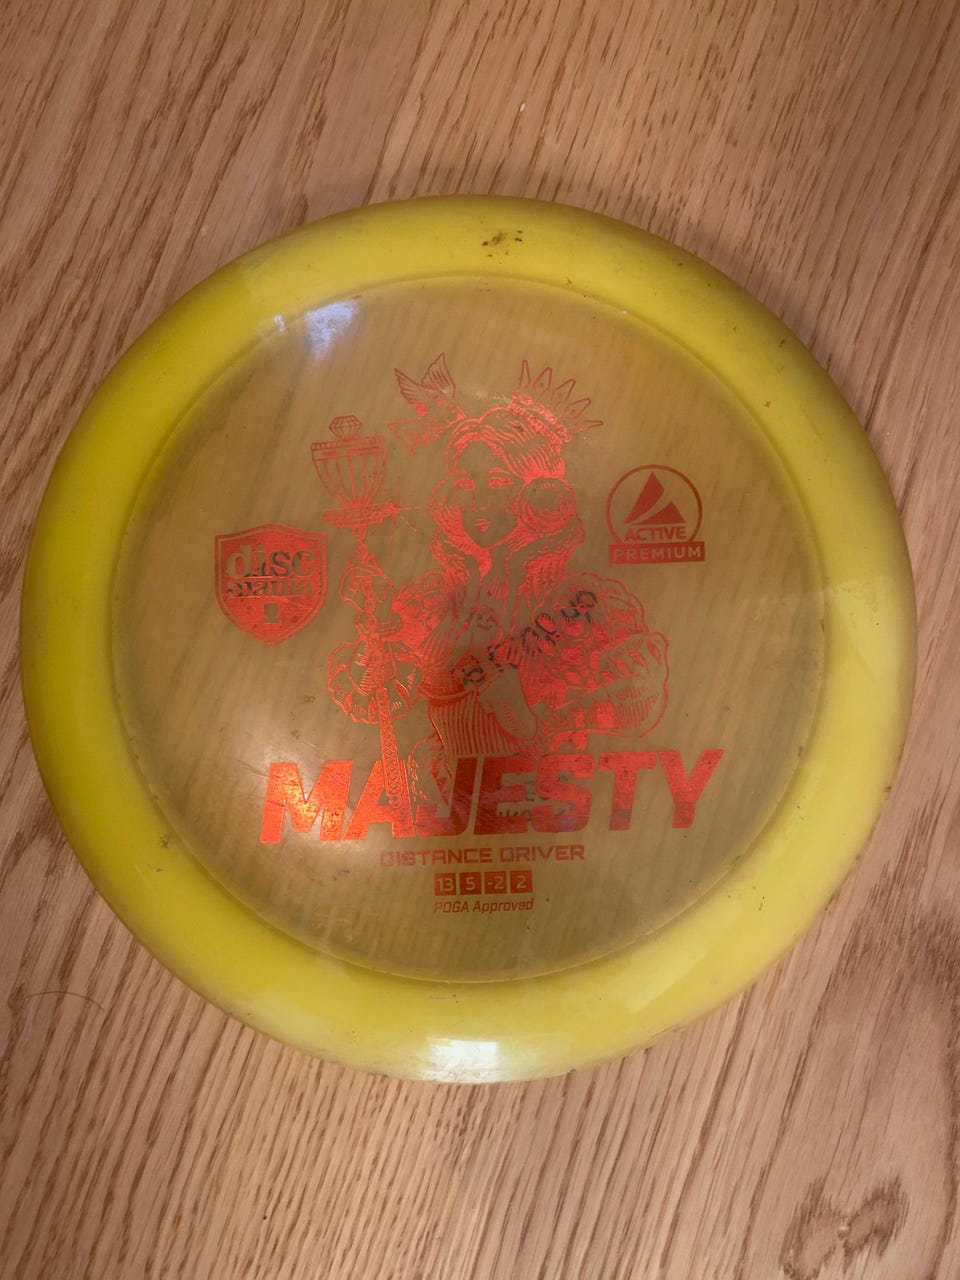 disc
mania
ACTIVE
PREMIUM
MAJESTY
DISTANCE DRIVER
13 5 -2 2
PDGA Approved